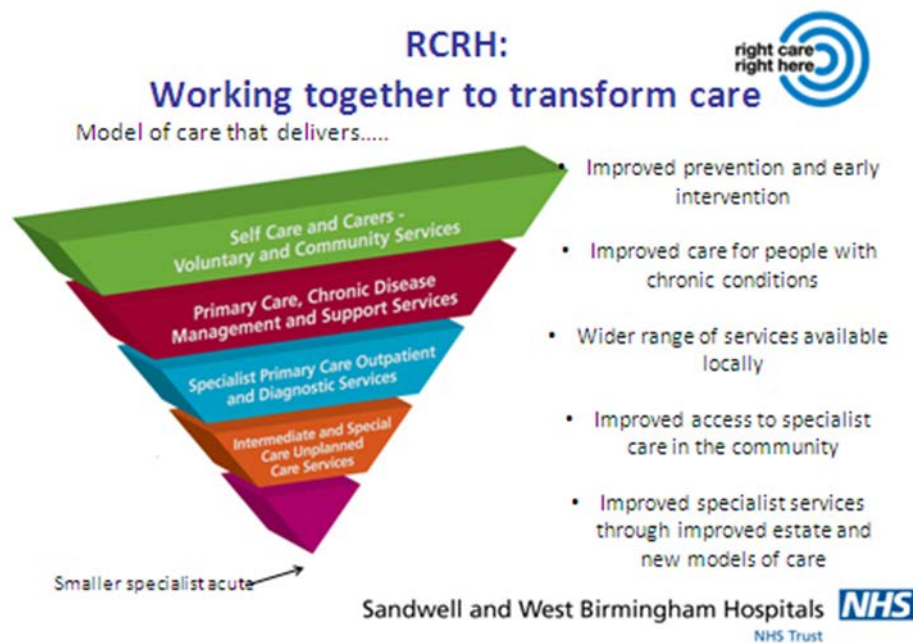 RCRH:
Working together to transform care
right care
right here
Model of care that delivers.....
Self Care and Carers -
Voluntary and Community Services
Primary Care, Chronic Disease
Management and Support Services
Specialist Primary Care Outpatient
and Diagnostic Services
Intermediate and Special
Care Unplanned
Care Services
Smaller specialist acute
• Improved prevention and early
intervention
• Improved care for people with
chronic conditions
• Wider range of services available
locally
• Improved access to specialist
care in the community
• Improved specialist services
through improved estate and
new models of care
Sandwell and West Birmingham Hospitals NHS
NHS Trust